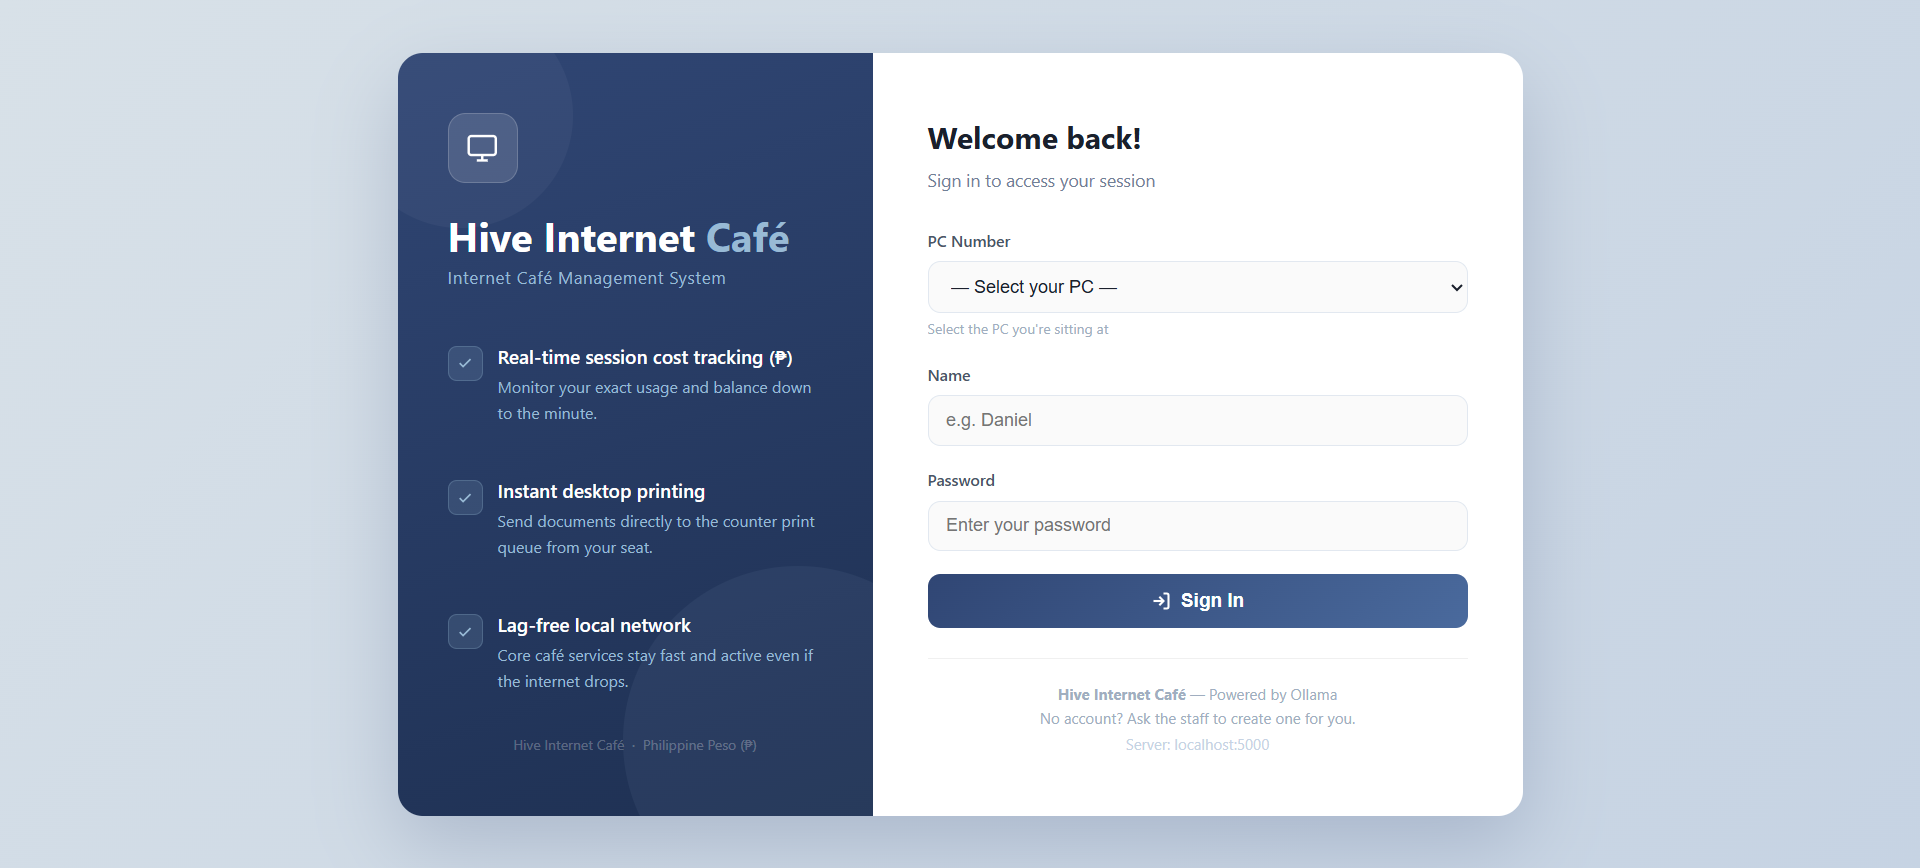 Hive Internet Café
Internet Café Management System
Real-time session cost tracking (₱)
Monitor your exact usage and balance down
to the minute.
Instant desktop printing
Send documents directly to the counter print
queue from your seat.
Lag-free local network
Core café services stay fast and active even if
the internet drops.
Hive Internet Café · Philippine Peso (₱)
Welcome back!
Sign in to access your session
PC Number
— Select your PC —
Select the PC you're sitting at
Name
e.g. Daniel
Password
Enter your password
Sign In
Hive Internet Café — Powered by Ollama
No account? Ask the staff to create one for you.
Server: localhost:5000